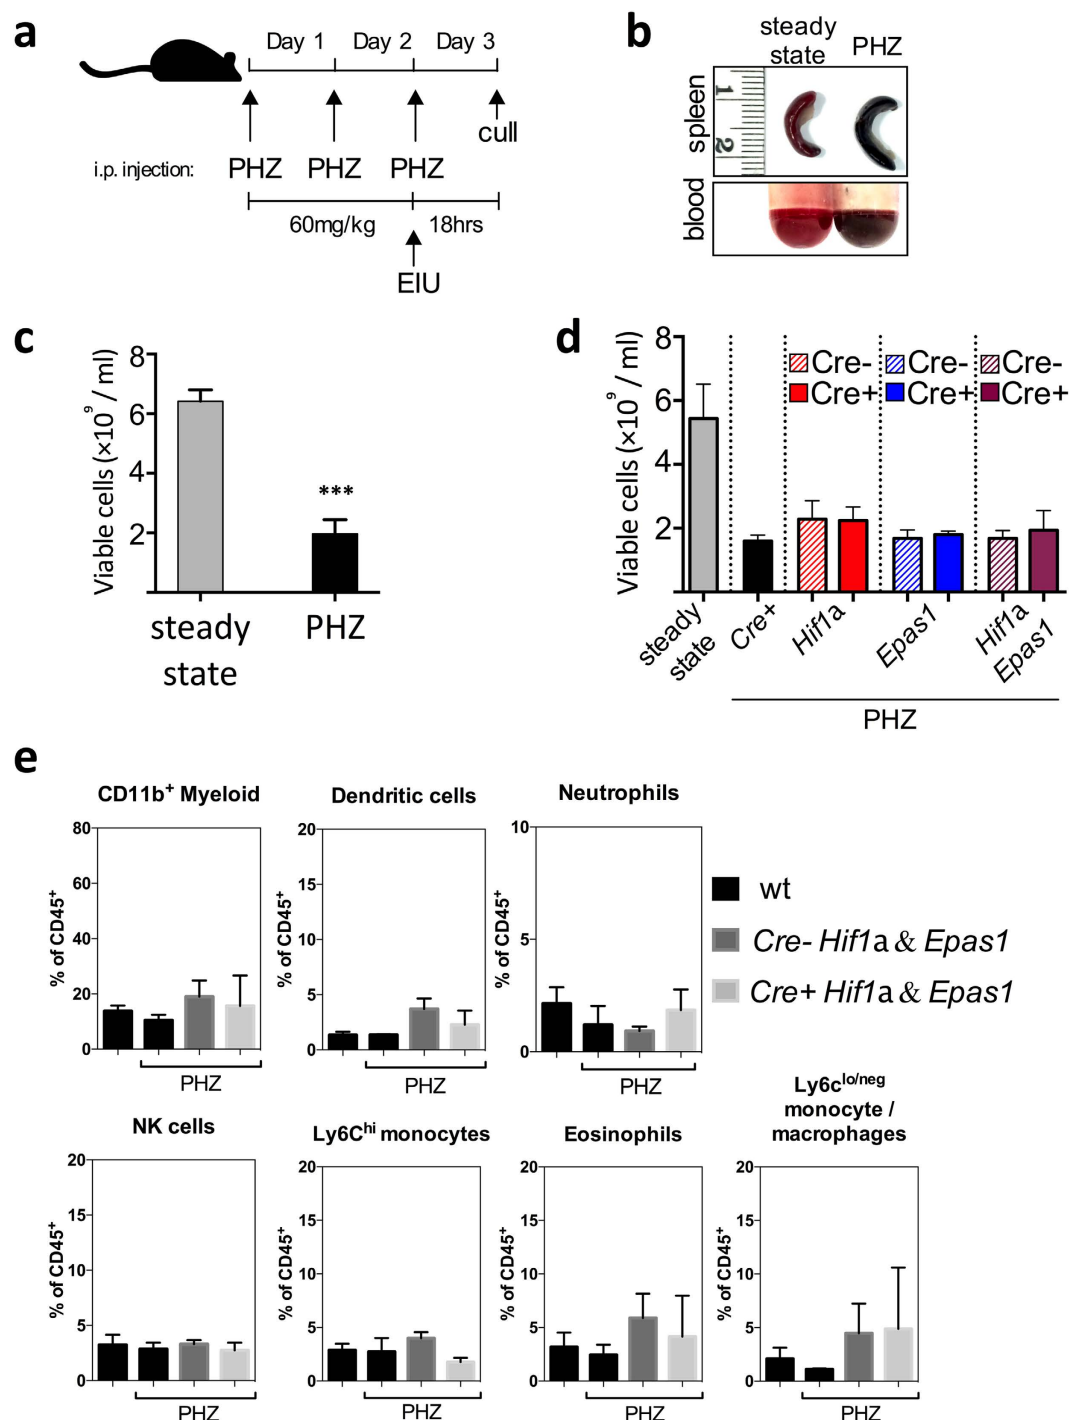 a
Day 1 Day 2 Day 3
cull
i.p. injection: PHZ PHZ PHZ
60mg/kg 18hrs
EIU
b
steady state PHZ
spleen
1
2
blood
c
Viable cells (×10⁹ / ml)
8
6
4
2
***
steady state
PHZ
d
Viable cells (×10⁹ / ml)
8
6
4
2
Cre- Cre- Cre-
Cre+ Cre+ Cre+
steady state
Cre+
Hif1a
Epas1
Hif1a Epas1
PHZ
e
CD11b⁺ Myeloid
% of CD45⁺
80
60
40
20
0
PHZ
Dendritic cells
% of CD45⁺
20
15
10
5
0
PHZ
Neutrophils
% of CD45⁺
10
5
0
PHZ
wt
Cre- Hif1a & Epas1
Cre+ Hif1a & Epas1
NK cells
% of CD45⁺
20
15
10
5
0
PHZ
Ly6Cʰⁱ monocytes
% of CD45⁺
20
15
10
5
0
PHZ
Eosinophils
% of CD45⁺
20
15
10
5
0
PHZ
Ly6c^lo/neg
monocyte /
macrophages
% of CD45⁺
20
15
10
5
0
PHZ